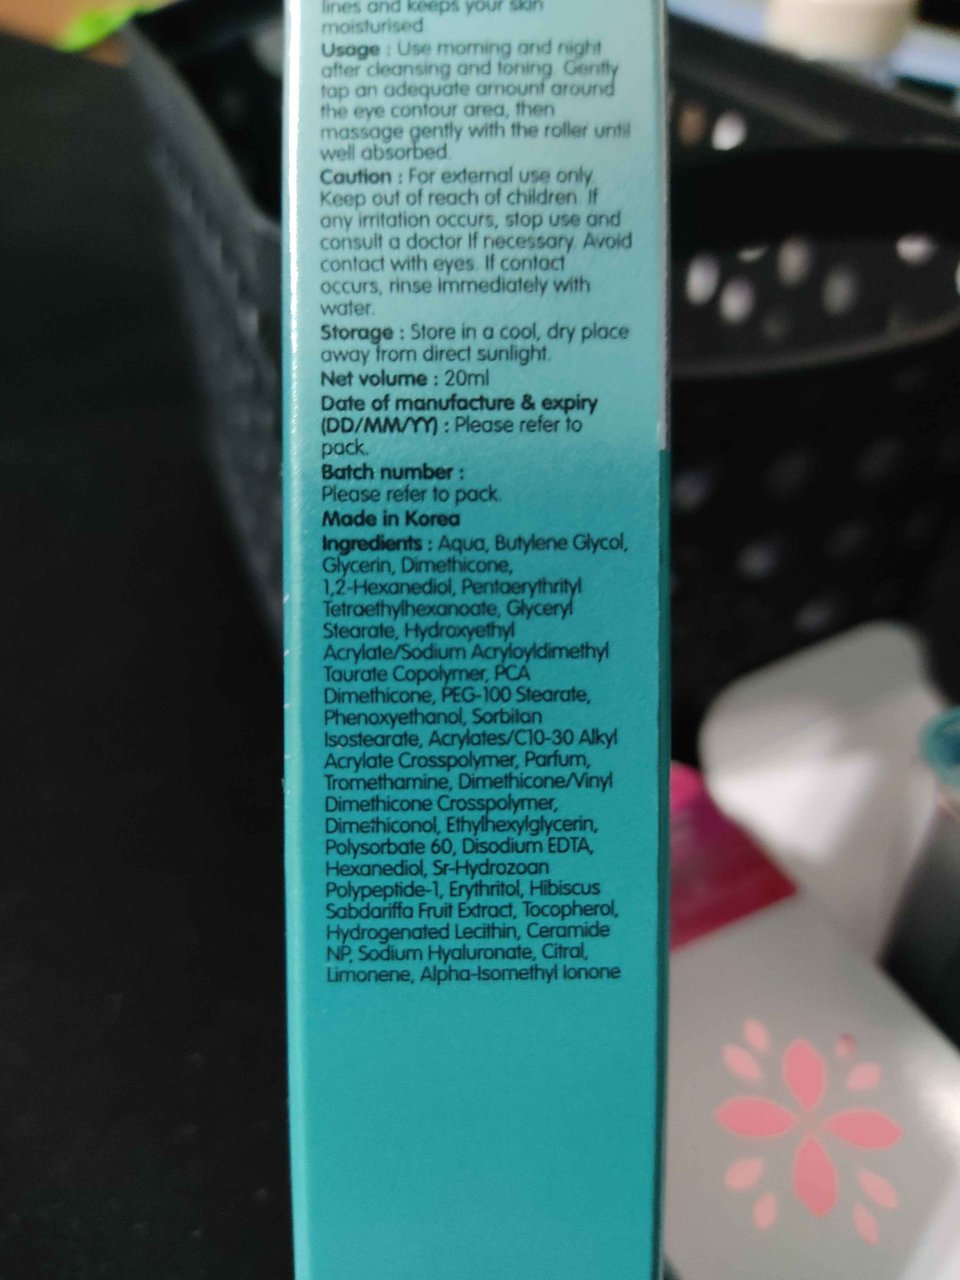 lines and keeps your skin
moisturised.
Usage : Use morning and night
after cleansing and toning. Gently
tap an adequate amount around
the eye contour area, then
massage gently with the roller until
well absorbed.
Caution : For external use only.
Keep out of reach of children. If
any irritation occurs, stop use and
consult a doctor If necessary. Avoid
contact with eyes. If contact
occurs, rinse immediately with
water.
Storage : Store in a cool, dry place
away from direct sunlight.
Net volume : 20ml
Date of manufacture & expiry
(DD/MM/YY) : Please refer to
pack.
Batch number :
Please refer to pack.
Made in Korea
Ingredients : Aqua, Butylene Glycol,
Glycerin, Dimethicone,
1,2-Hexanediol, Pentaerythrityl
Tetraethylhexanoate, Glyceryl
Stearate, Hydroxyethyl
Acrylate/Sodium Acryloyldimethyl
Taurate Copolymer, PCA
Dimethicone, PEG-100 Stearate,
Phenoxyethanol, Sorbitan
Isostearate, Acrylates/C10-30 Alkyl
Acrylate Crosspolymer, Parfum,
Tromethamine, Dimethicone/Vinyl
Dimethicone Crosspolymer,
Dimethiconol, Ethylhexylglycerin,
Polysorbate 60, Disodium EDTA,
Hexanediol, Sr-Hydrozoan
Polypeptide-1, Erythritol, Hibiscus
Sabdariffa Fruit Extract, Tocopherol,
Hydrogenated Lecithin, Ceramide
NP, Sodium Hyaluronate, Citral,
Limonene, Alpha-Isomethyl Ionone